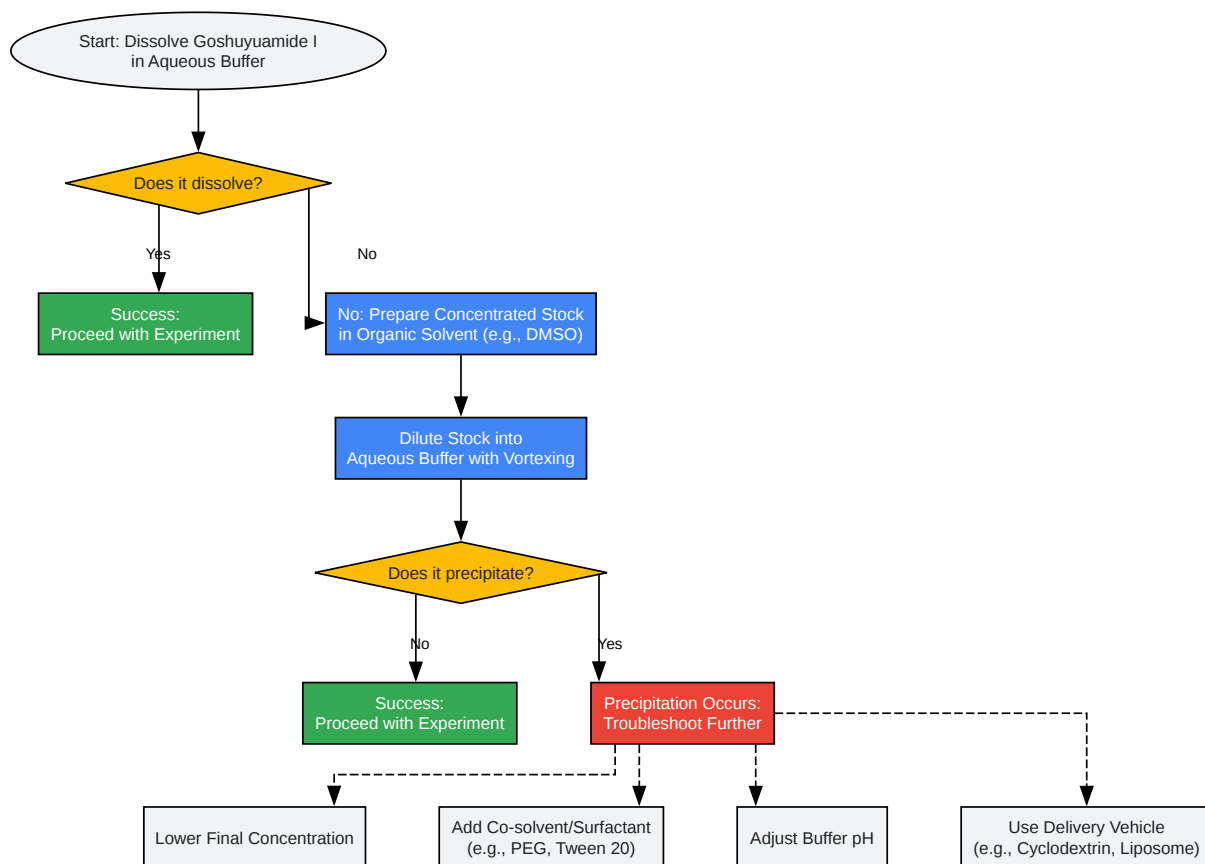 Start: Dissolve Goshuyuamide I
in Aqueous Buffer
Does it dissolve?
Yes
No
Success:
Proceed with Experiment
No: Prepare Concentrated Stock
in Organic Solvent (e.g., DMSO)
Dilute Stock into
Aqueous Buffer with Vortexing
Does it precipitate?
No
Yes
Success:
Proceed with Experiment
Precipitation Occurs:
Troubleshoot Further
Lower Final Concentration
Add Co-solvent/Surfactant
(e.g., PEG, Tween 20)
Adjust Buffer pH
Use Delivery Vehicle
(e.g., Cyclodextrin, Liposome)